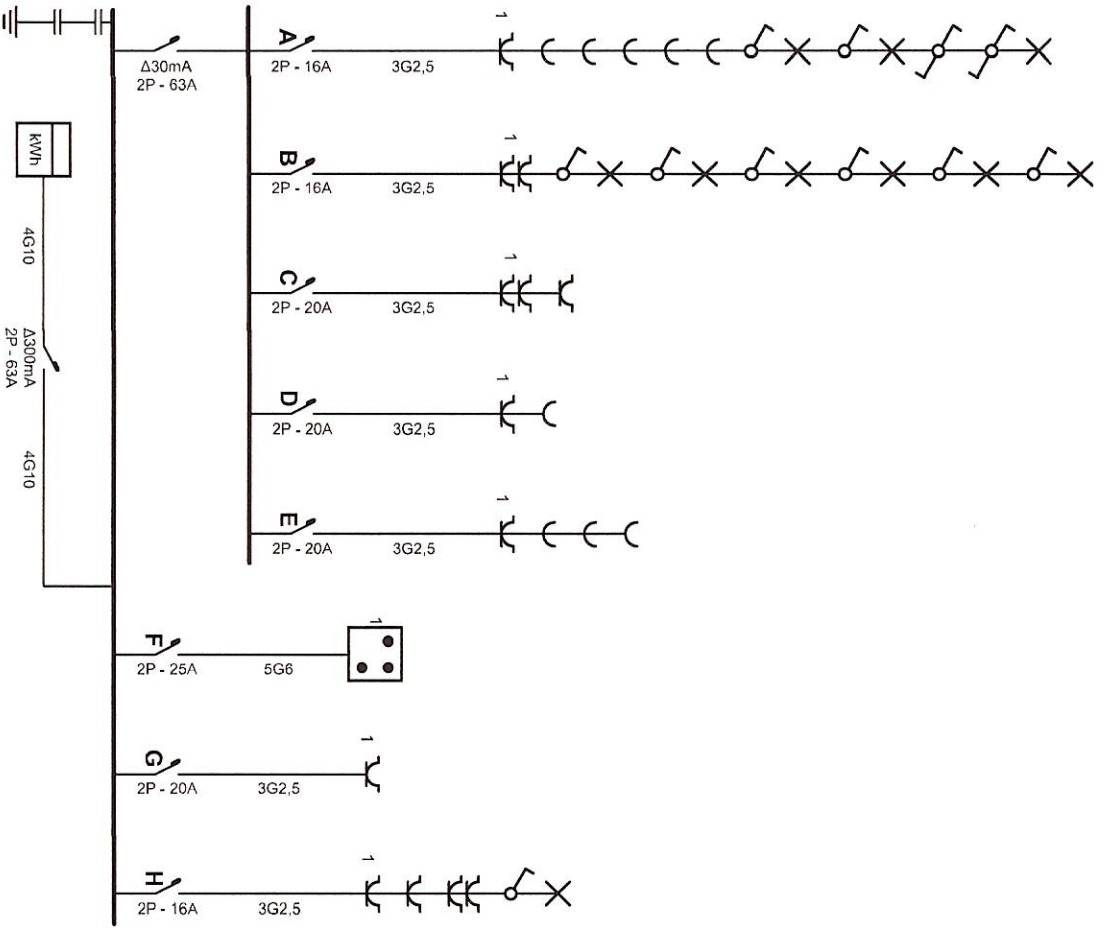 Δ30mA
2P - 63A
A
2P - 16A
3G2,5
1
B
2P - 16A
3G2,5
1
C
2P - 20A
3G2,5
1
D
2P - 20A
3G2,5
1
E
2P - 20A
3G2,5
1
kWh
4G10
Δ300mA
2P - 63A
4G10
F
2P - 25A
5G6
1
G
2P - 20A
3G2,5
1
H
2P - 16A
3G2,5
1